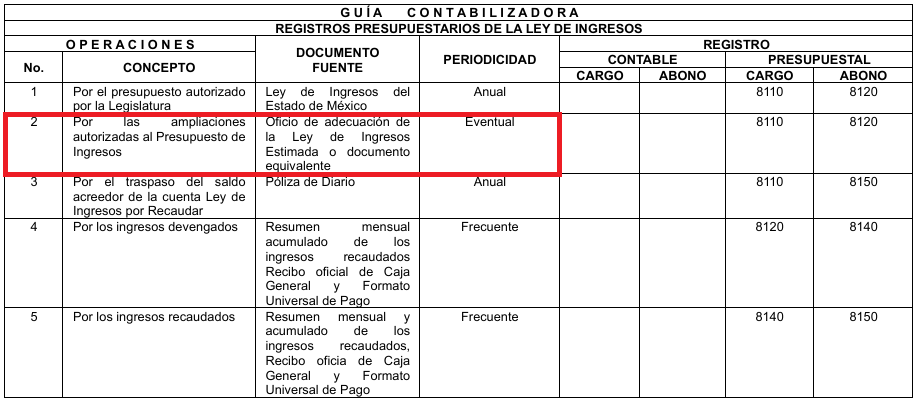 GUÍA CONTABILIZADORA
REGISTROS PRESUPUESTARIOS DE LA LEY DE INGRESOS
OPERACIONES
DOCUMENTO
FUENTE
PERIODICIDAD
REGISTRO
No.
CONCEPTO
CONTABLE
PRESUPUESTAL
CARGO
ABONO
CARGO
ABONO
1
Por el presupuesto autorizado
por la Legislatura
Ley de Ingresos del
Estado de México
Anual
8110
8120
2
Por las ampliaciones
autorizadas al Presupuesto de
Ingresos
Oficio de adecuación de
la Ley de Ingresos
Estimada o documento
equivalente
Eventual
8110
8120
3
Por el traspaso del saldo
acreedor de la cuenta Ley de
Ingresos por Recaudar
Póliza de Diario
Anual
8110
8150
4
Por los ingresos devengados
Resumen mensual
acumulado de los
ingresos recaudados
Recibo oficial de Caja
General y Formato
Universal de Pago
Frecuente
8120
8140
5
Por los ingresos recaudados
Resumen mensual y
acumulado de los
ingresos recaudados,
Recibo oficia de Caja
General y Formato
Universal de Pago
Frecuente
8140
8150